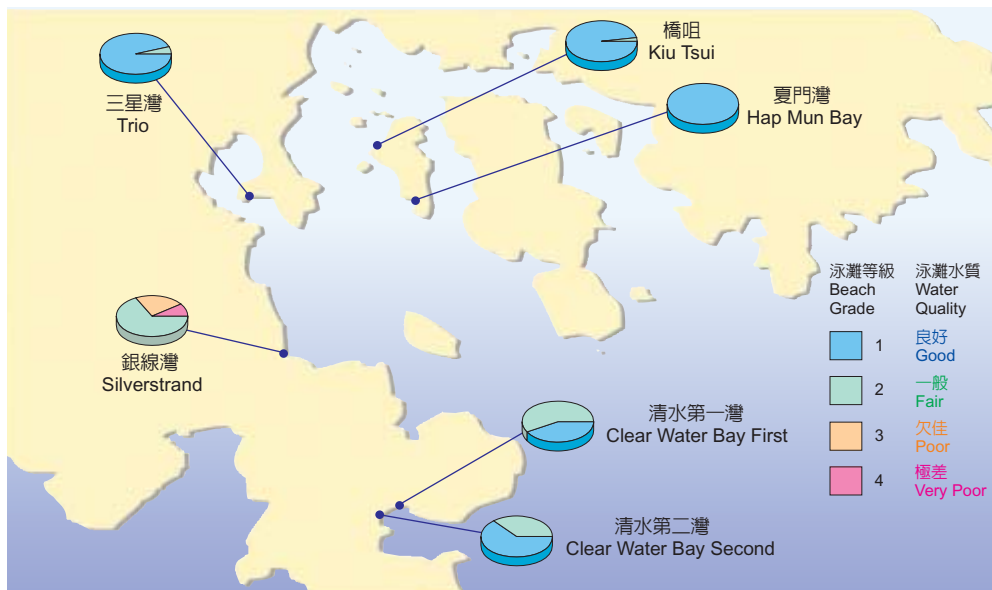 橋咀
Kiu Tsui
三星灣
Trio
夏門灣
Hap Mun Bay
銀線灣
Silverstrand
清水第一灣
Clear Water Bay First
清水第二灣
Clear Water Bay Second
泳灘等級
Beach
Grade
泳灘水質
Water
Quality
1
良好
Good
2
一般
Fair
3
欠佳
Poor
4
極差
Very Poor